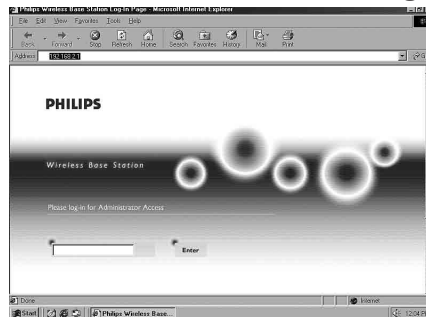 Philips Wireless Base Station Log-In Page - Microsoft Internet Explorer
File Edit View Favorites Tools Help
Back Forward Stop Refresh Home Search Favorites History Mail Print
Address 192.168.2.1
PHILIPS
Wireless Base Station
Please log-in for Administrator Access
Enter
Done Internet
Start Philips Wireless Base... 12:04 P